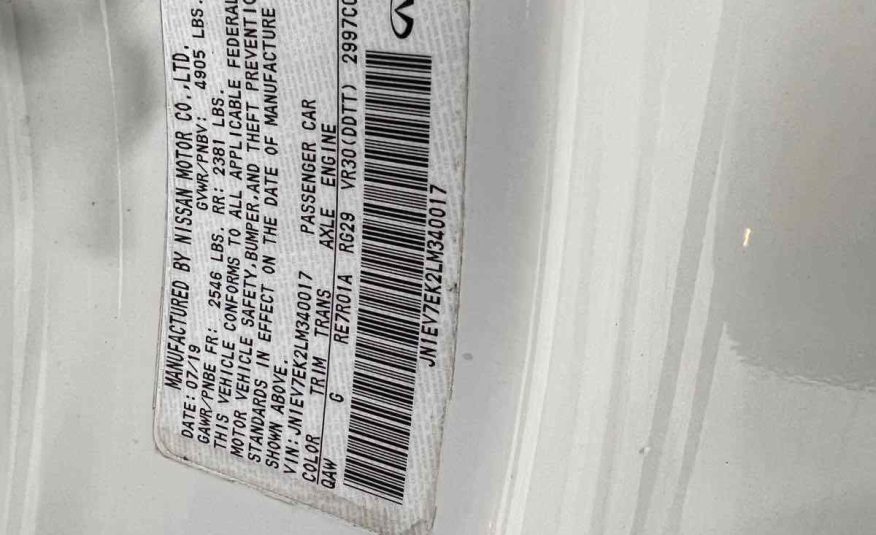 MANUFACTURED BY NISSAN MOTOR CO.,LTD.
DATE: 07/19 GVWR/PNBV: 4905 LBS.
GAWR/PNBE FR: 2546 LBS. RR: 2381 LBS.
THIS VEHICLE CONFORMS TO ALL APPLICABLE FEDERAL
MOTOR VEHICLE SAFETY,BUMPER,AND THEFT PREVENTIO
STANDARDS IN EFFECT ON THE DATE OF MANUFACTURE
SHOWN ABOVE.
VIN:JN1EV7EK2LM340017 PASSENGER CAR
COLOR TRIM TRANS AXLE ENGINE
QAW G RE7R01A RG29 VR30(DDTT) 2997CC
JN1EV7EK2LM340017